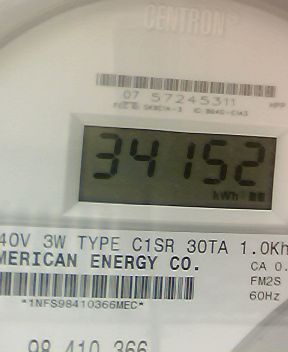 CENTRON®
07 57245311
34152
kWh
40V 3W TYPE C1SR 30TA 1.0Kh
MERICAN ENERGY CO.
CA 0.
FM2S
60Hz
*1NFS98410366MEC*
98 410 366